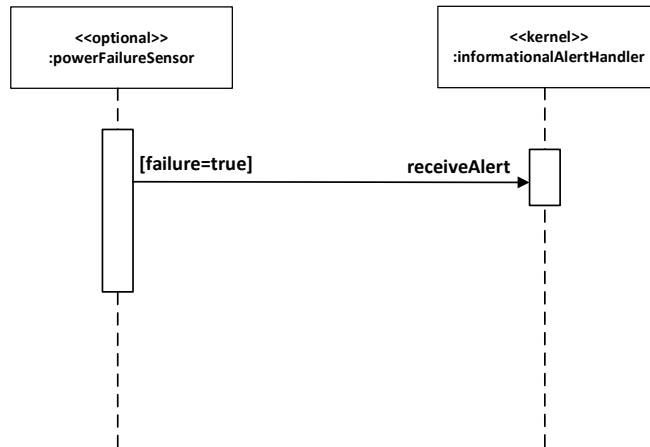 <<optional>>
:powerFailureSensor
<<kernel>>
:informationalAlertHandler
[failure=true]
receiveAlert